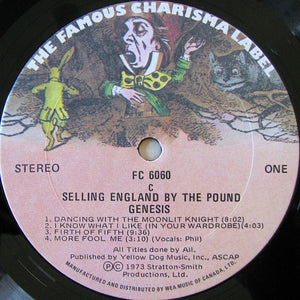 THE FAMOUS CHARISMA LABEL
STEREO
FC 6060
ONE
C
SELLING ENGLAND BY THE POUND
GENESIS
1. DANCING WITH THE MOONLIT KNIGHT (8:02)
2. I KNOW WHAT I LIKE (IN YOUR WARDROBE)(4:03)
3. FIRTH OF FIFTH (9:36)
4. MORE FOOL ME (3:10) (Vocals: Phil)
All Titles done by All.
Published by Yellow Dog Music, Inc., ASCAP
Ⓟ©1973 Stratton-Smith
Productions, Ltd.
MANUFACTURED AND DISTRIBUTED BY WEA MUSIC OF CANADA, LTD.